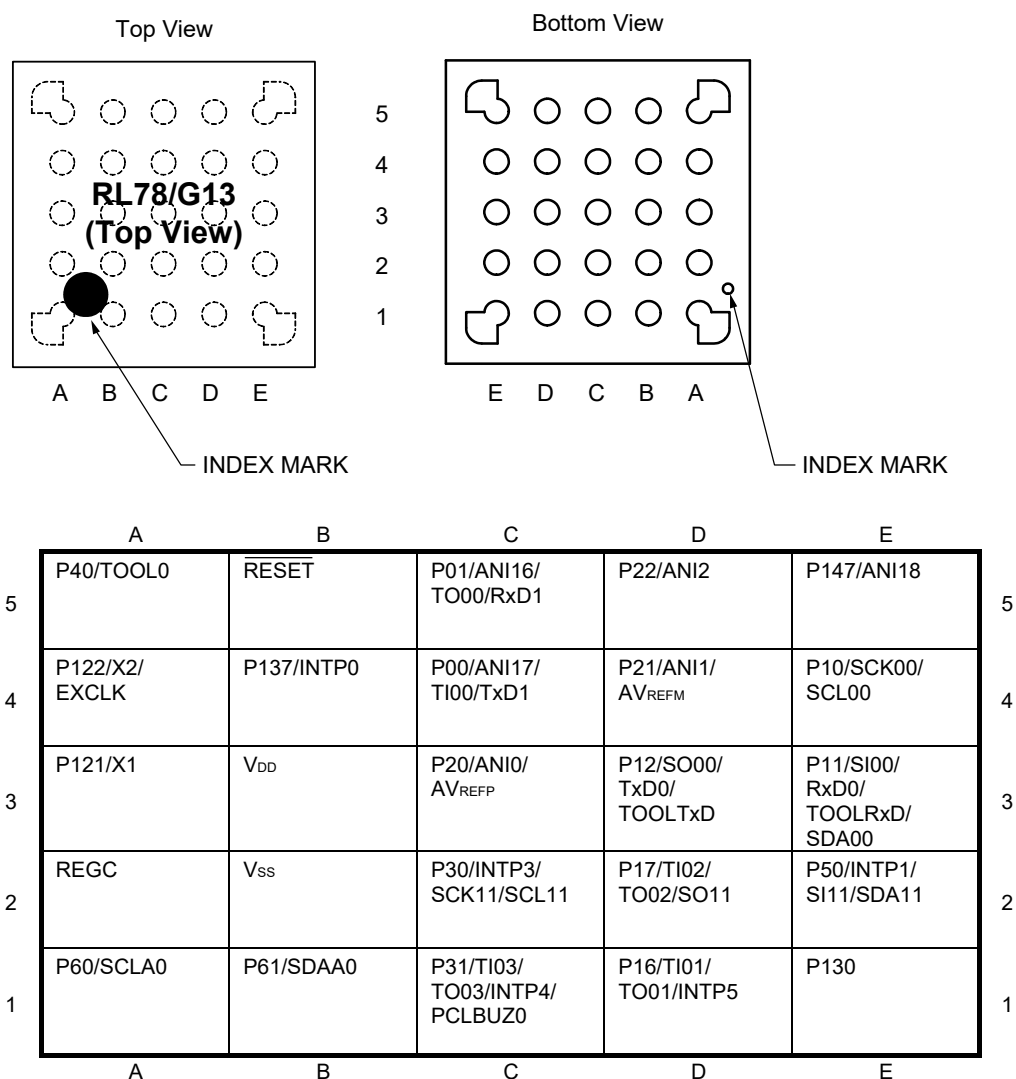 Top View
Bottom View
5
4
RL78/G13
3
(Top View)
2
1
A B C D E
E D C B A
INDEX MARK
INDEX MARK
A B C D E
P40/TOOL0 RESET P01/ANI16/ P22/ANI2 P147/ANI18
TO00/RxD1
5 5
P122/X2/ P137/INTP0 P00/ANI17/ P21/ANI1/ P10/SCK00/
EXCLK TI00/TxD1 AVREFM SCL00
4 4
P121/X1 VDD P20/ANI0/ P12/SO00/ P11/SI00/
AVREFP TxD0/ RxD0/
3 TOOLTxD TOOLRxD/ 3
SDA00
REGC Vss P30/INTP3/ P17/TI02/ P50/INTP1/
SCK11/SCL11 TO02/SO11 SI11/SDA11
2 2
P60/SCLA0 P61/SDAA0 P31/TI03/ P16/TI01/ P130
TO03/INTP4/ TO01/INTP5
1 PCLBUZ0 1
A B C D E